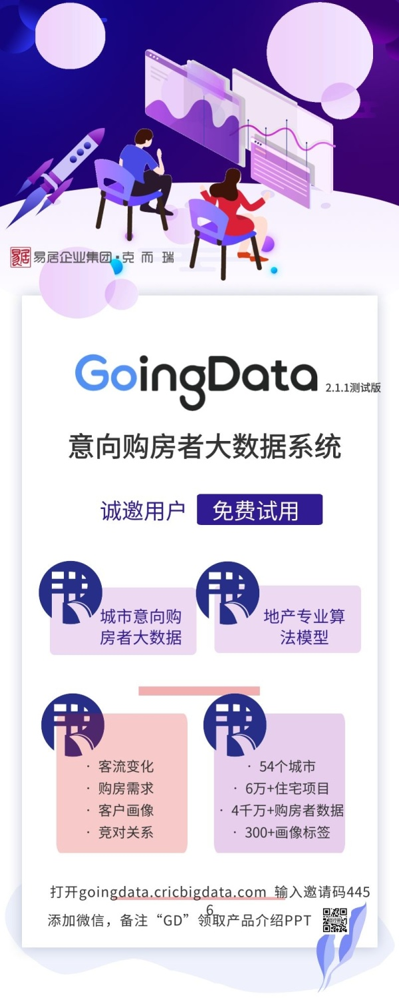 易居 易居企业集团·克而瑞
GoingData 2.1.1测试版
意向购房者大数据系统
诚邀用户 免费试用
城市意向购
房者大数据
地产专业算
法模型
· 客流变化
· 购房需求
· 客户画像
· 竞对关系
· 54个城市
· 6万+住宅项目
· 4千万+购房者数据
· 300+画像标签
打开goingdata.cricbigdata.com 输入邀请码445
6
添加微信，备注“GD”领取产品介绍PPT